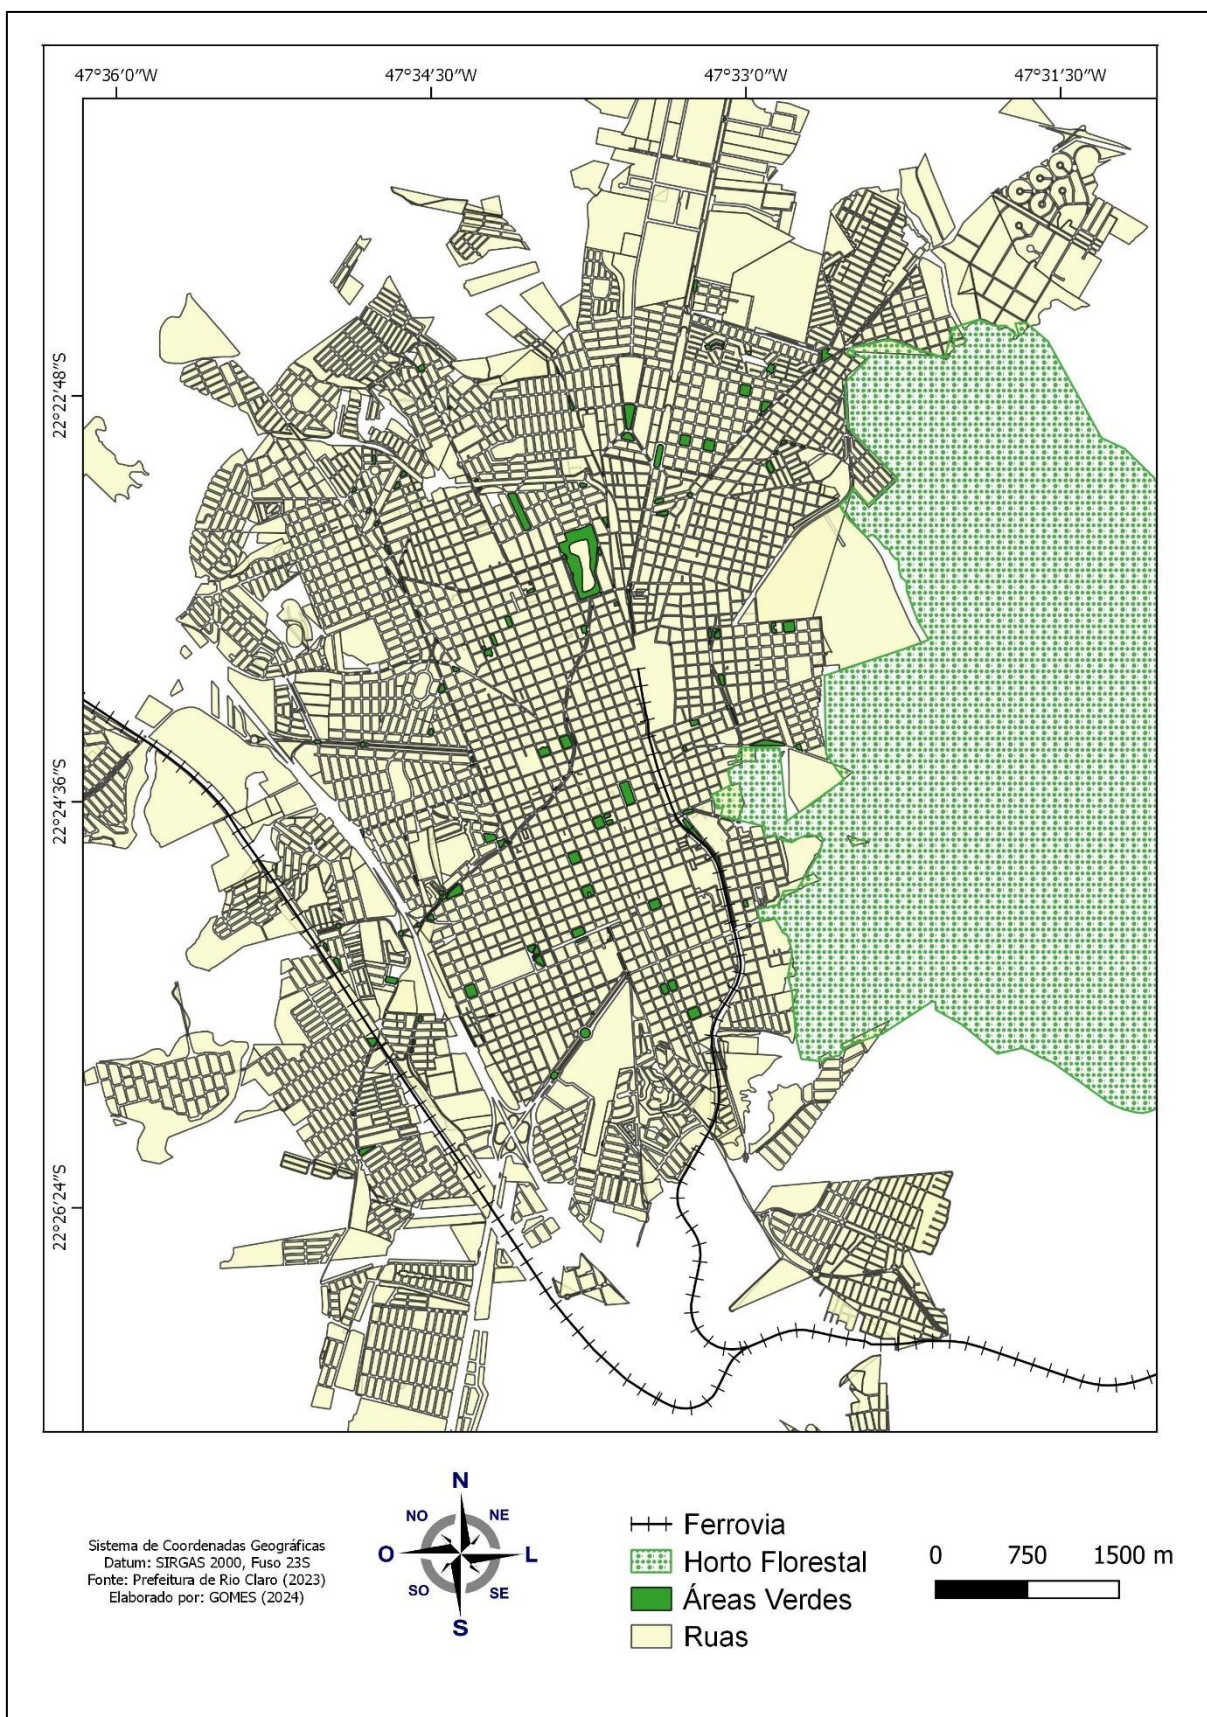 47°36′0″W 47°34′30″W 47°33′0″W 47°31′30″W
22°22′48″S
22°24′36″S
22°26′24″S
Sistema de Coordenadas Geográficas
Datum: SIRGAS 2000, Fuso 23S
Fonte: Prefeitura de Rio Claro (2023)
Elaborado por: GOMES (2024)
N
NO NE
O L
SO SE
S
Ferrovia
Horto Florestal
Áreas Verdes
Ruas
0 750 1500 m